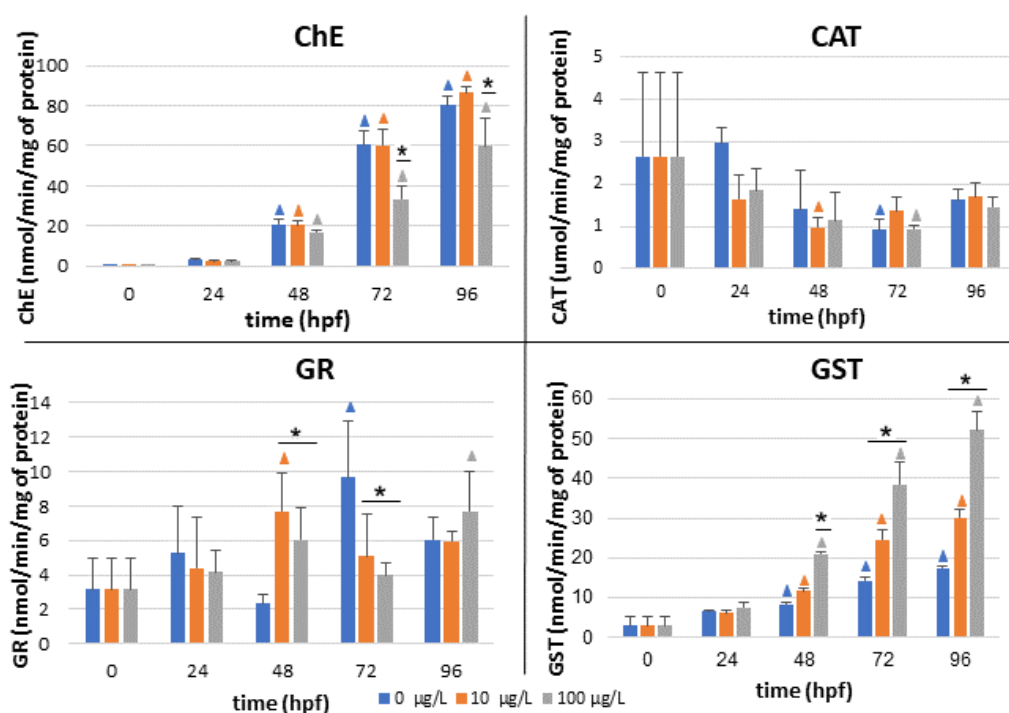 ChE
ChE (nmol/min/mg of protein)
100
80
60
40
20
0
* *
0 24 48 72 96
time (hpf)
CAT
CAT (umol/min/mg of protein)
5
4
3
2
1
0
0 24 48 72 96
time (hpf)
GR
GR (nmol/min/mg of protein)
14
12
10
8
6
4
2
0
* *
0 24 48 72 96
time (hpf)
GST
GST (nmol/min/mg of protein)
60
50
40
30
20
10
0
* * *
0 24 48 72 96
time (hpf)
0 µg/L 10 µg/L 100 µg/L